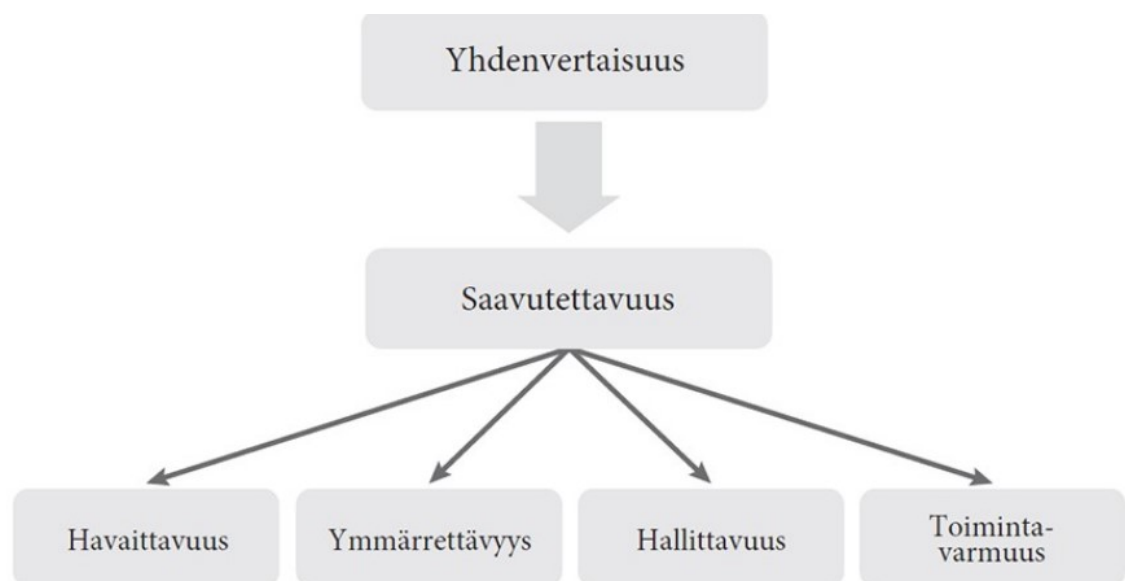 Yhdenvertaisuus
Saavutettavuus
Havaittavuus
Ymmärrettävyys
Hallittavuus
Toiminta-
varmuus